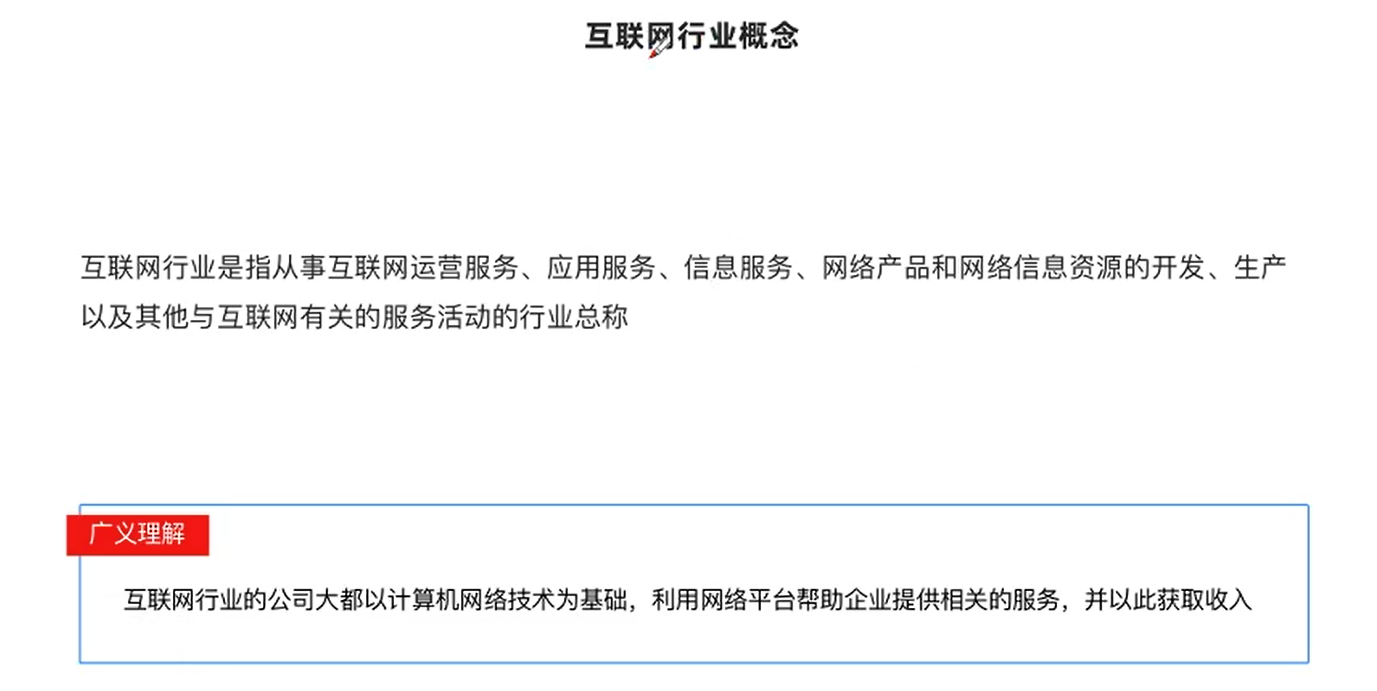 互联网行业概念
互联网行业是指从事互联网运营服务、应用服务、信息服务、网络产品和网络信息资源的开发、生产
以及其他与互联网有关的服务活动的行业总称
广义理解
互联网行业的公司大都以计算机网络技术为基础，利用网络平台帮助企业提供相关的服务，并以此获取收入